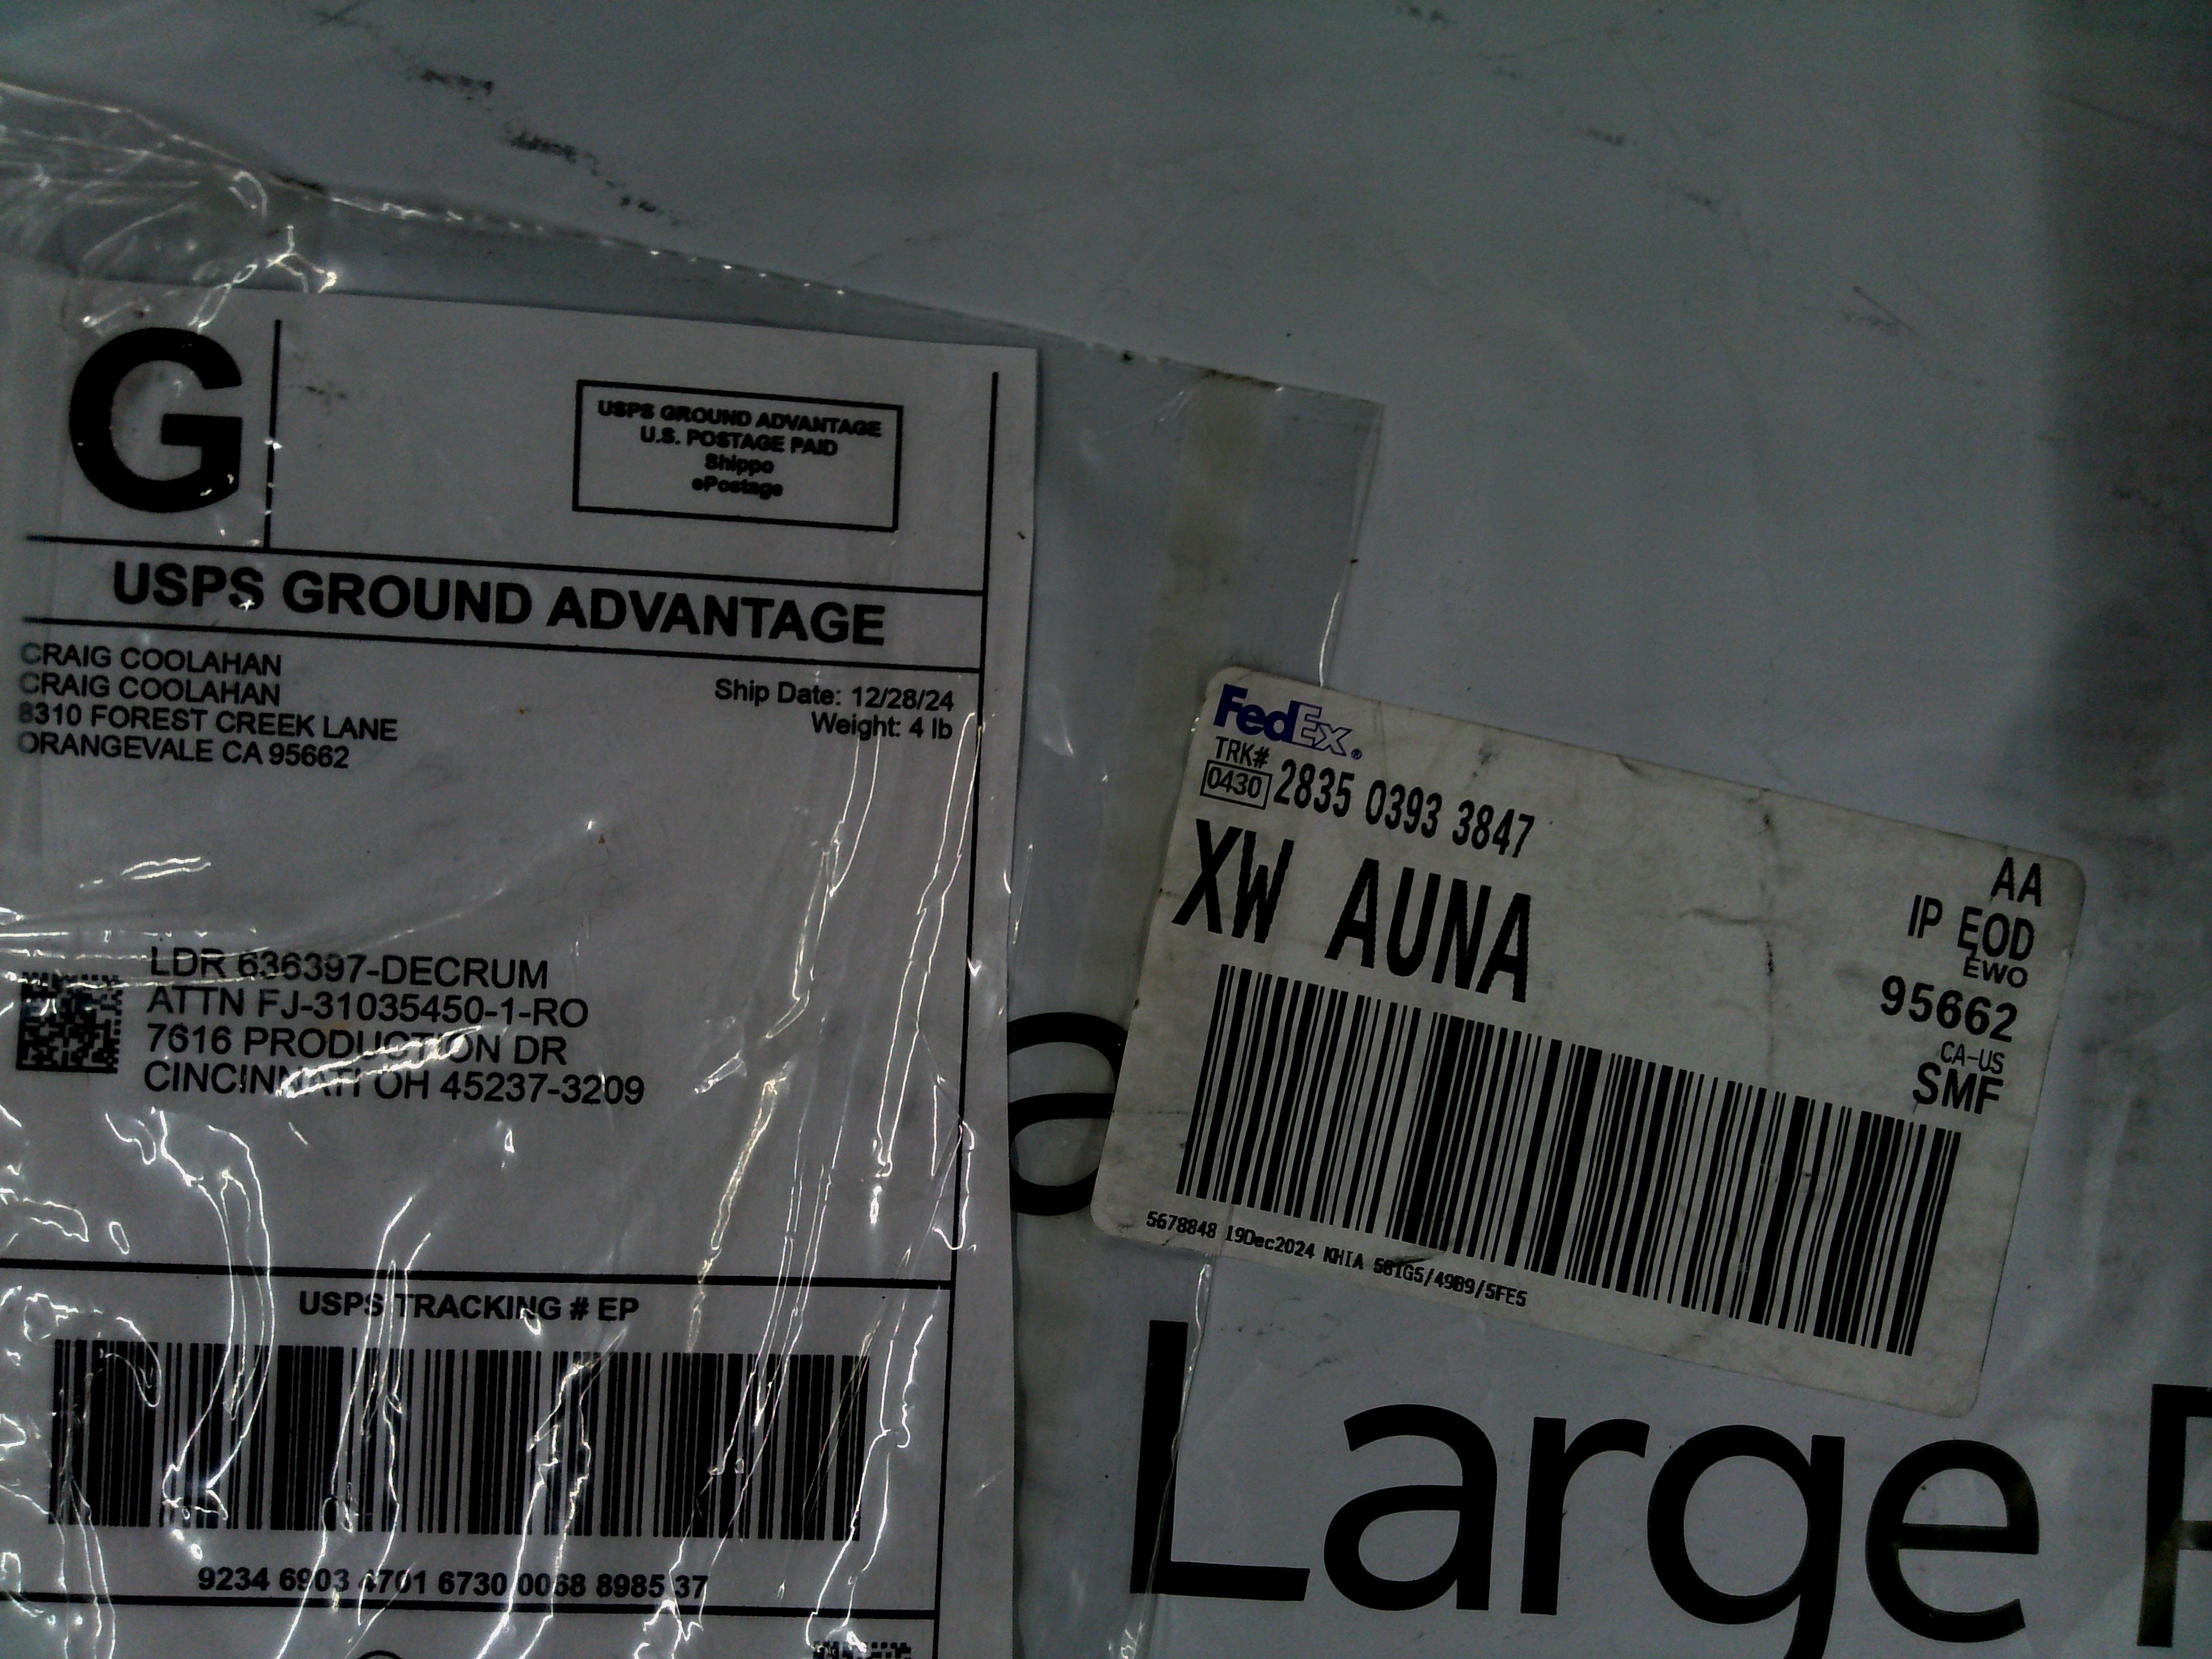 G
USPS GROUND ADVANTAGE
U.S. POSTAGE PAID
Shippo
ePostage
USPS GROUND ADVANTAGE
CRAIG COOLAHAN
CRAIG COOLAHAN
8310 FOREST CREEK LANE
ORANGEVALE CA 95662
Ship Date: 12/28/24
Weight: 4 lb
LDR 636397-DECRUM
ATTN FJ-31035450-1-RO
7616 PRODUCTION DR
CINCINNATI OH 45237-3209
USPS TRACKING # EP
9234 6903 4701 6730 0068 8985 37
FedEx®
TRK#
0430 2835 0393 3847
XW AUNA
AA
IP EOD
EWO
95662
CA-US
SMF
5678848 19Dec2024 KHIA 581G5/49B9/5FE5
a
Large